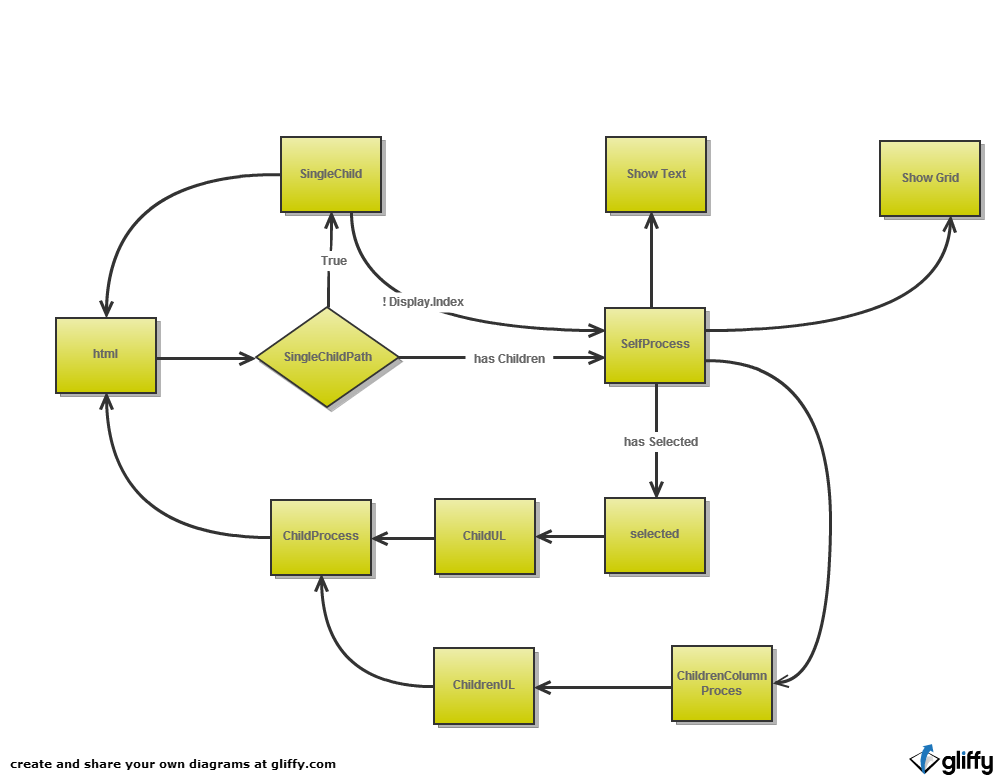 SingleChild
Show Text
Show Grid
True
! Display.Index
html
SingleChildPath
has Children
SelfProcess
has Selected
ChildProcess
ChildUL
selected
ChildrenUL
ChildrenColumn
Proces
create and share your own diagrams at gliffy.com
gliffy